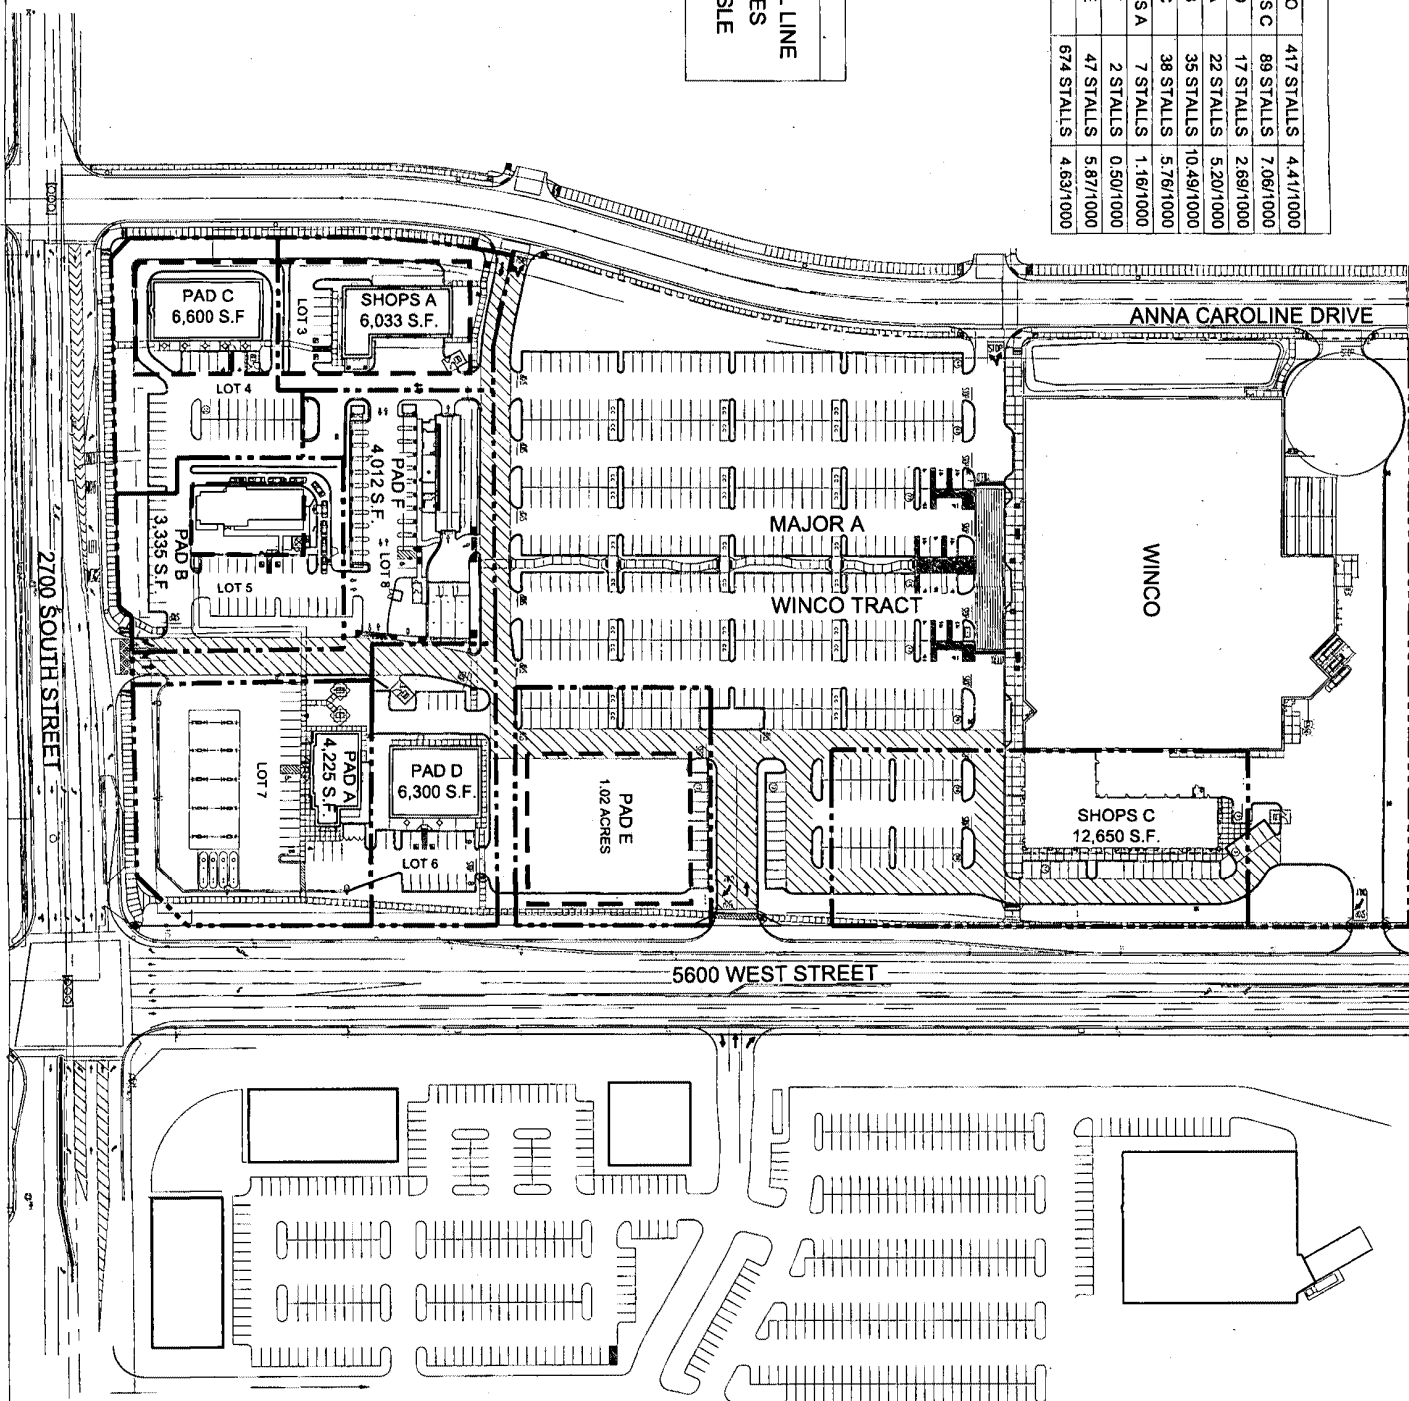 L LINE
ES
SLE
O 417 STALLS 4.41/1000
S C 89 STALLS 7.06/1000
17 STALLS 2.69/1000
22 STALLS 5.20/1000
35 STALLS 10.49/1000
38 STALLS 5.76/1000
S A 7 STALLS 1.16/1000
2 STALLS 0.50/1000
47 STALLS 5.87/1000
674 STALLS 4.63/1000
ANNA CAROLINE DRIVE
PAD C
6,600 S.F
LOT 3
SHOPS A
6,033 S.F.
STOP
LOT 4
PAD F
4,012 S.F.
LOT 8
PAD B
3,335 S.F.
LOT 5
MAJOR A
WINCO TRACT
WINCO
2700 SOUTH STREET
LOT 7
PAD A
4,225 S.F.
PAD D
6,300 S.F.
LOT 6
PAD E
1.02 ACRES
SHOPS C
12,650 S.F.
5600 WEST STREET